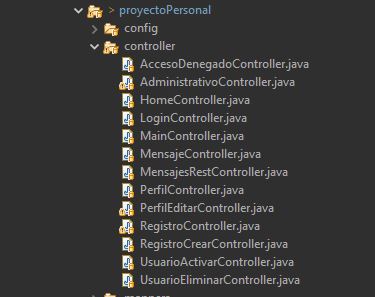 > proyectoPersonal
config
controller
AccesoDenegadoController.java
AdministrativoController.java
HomeController.java
LoginController.java
MainController.java
MensajeController.java
MensajesRestController.java
PerfilController.java
PerfilEditarController.java
RegistroController.java
RegistroCrearController.java
UsuarioActivarController.java
UsuarioEliminarController.java